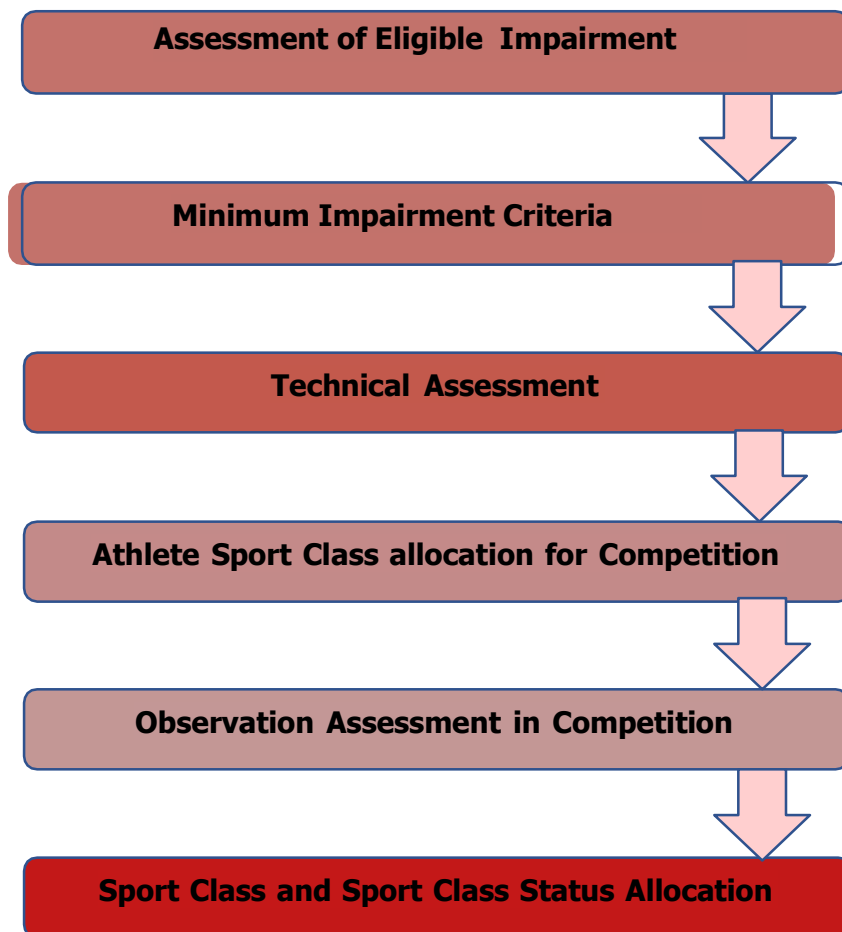 Assessment of Eligible Impairment
Minimum Impairment Criteria
Technical Assessment
Athlete Sport Class allocation for Competition
Observation Assessment in Competition
Sport Class and Sport Class Status Allocation